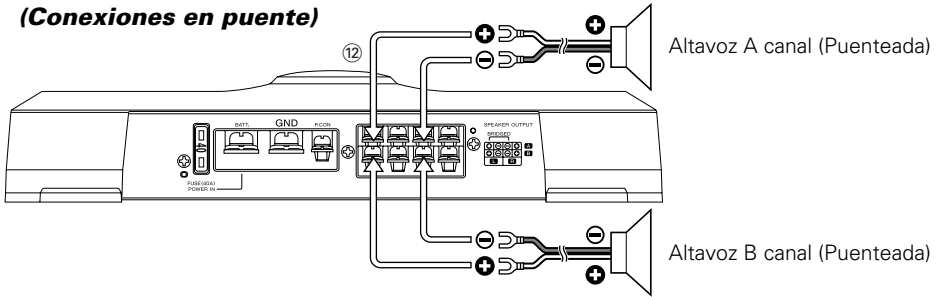 (Conexiones en puente)
⑫
⊕
⊖
⊕
⊖
Altavoz A canal (Puenteada)
BATT.
GND
P.CON
SPEAKER OUTPUT
BRIDGED
A
B
L
R
40
FUSE(40A)
POWER IN
⊖
⊕
⊖
⊕
Altavoz B canal (Puenteada)